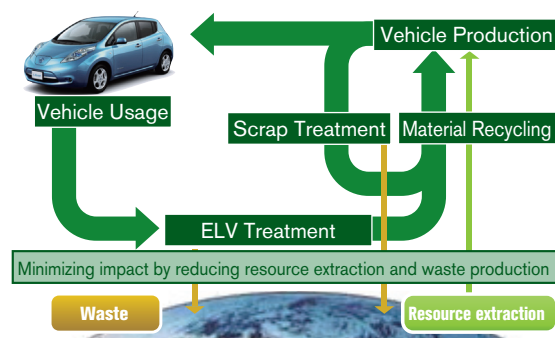 Vehicle Production
Vehicle Usage
Scrap Treatment
Material Recycling
ELV Treatment
Minimizing impact by reducing resource extraction and waste production
Waste
Resource extraction